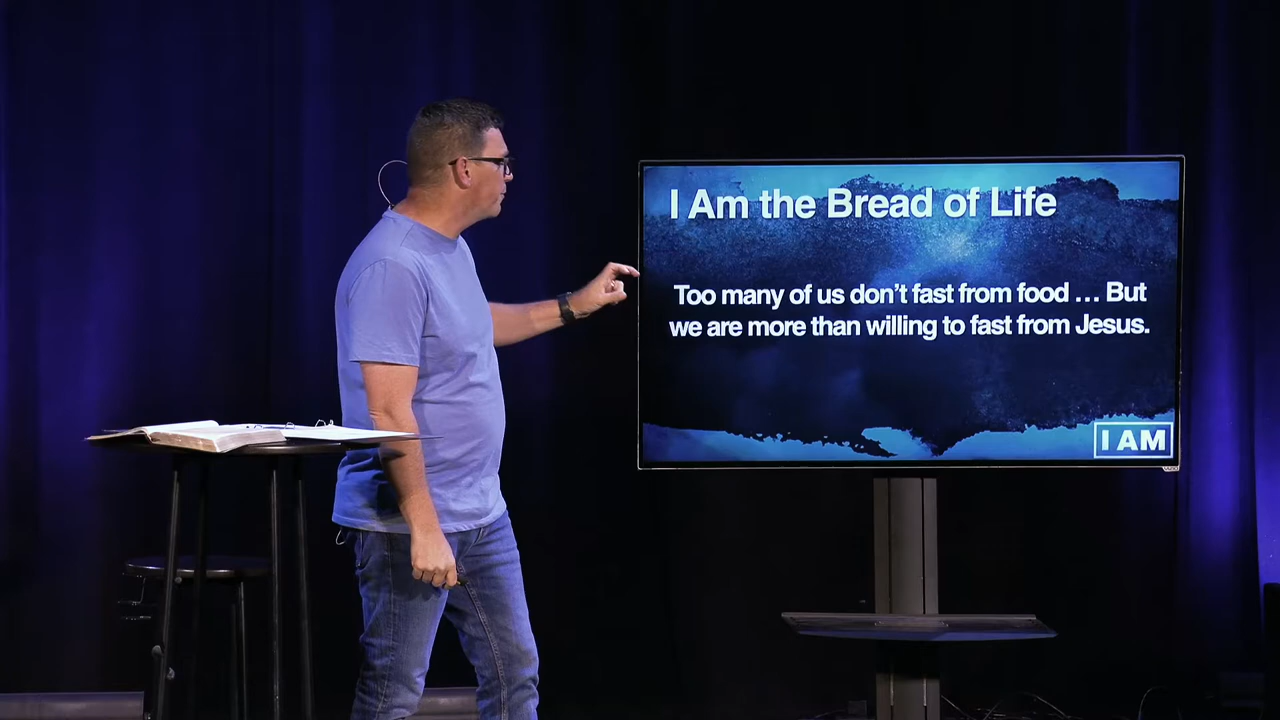 I Am the Bread of Life
Too many of us don’t fast from food ... But
we are more than willing to fast from Jesus.
I AM